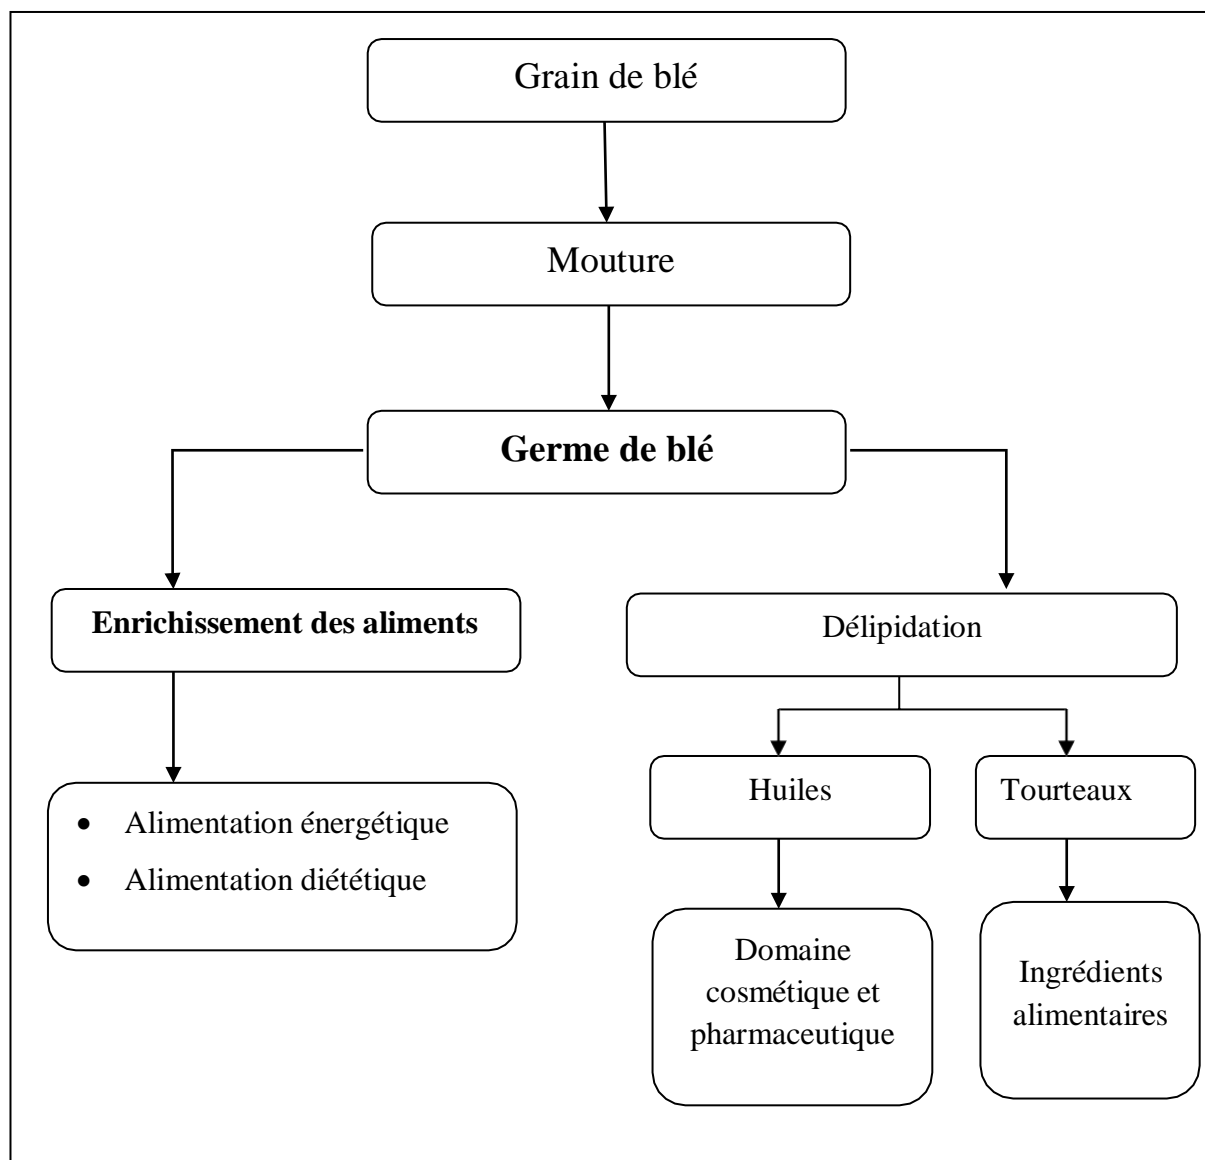 Grain de blé
Mouture
Germe de blé
Enrichissement des aliments
Délipidation
Huiles
Tourteaux
• Alimentation énergétique
• Alimentation diététique
Domaine
cosmétique et
pharmaceutique
Ingrédients
alimentaires